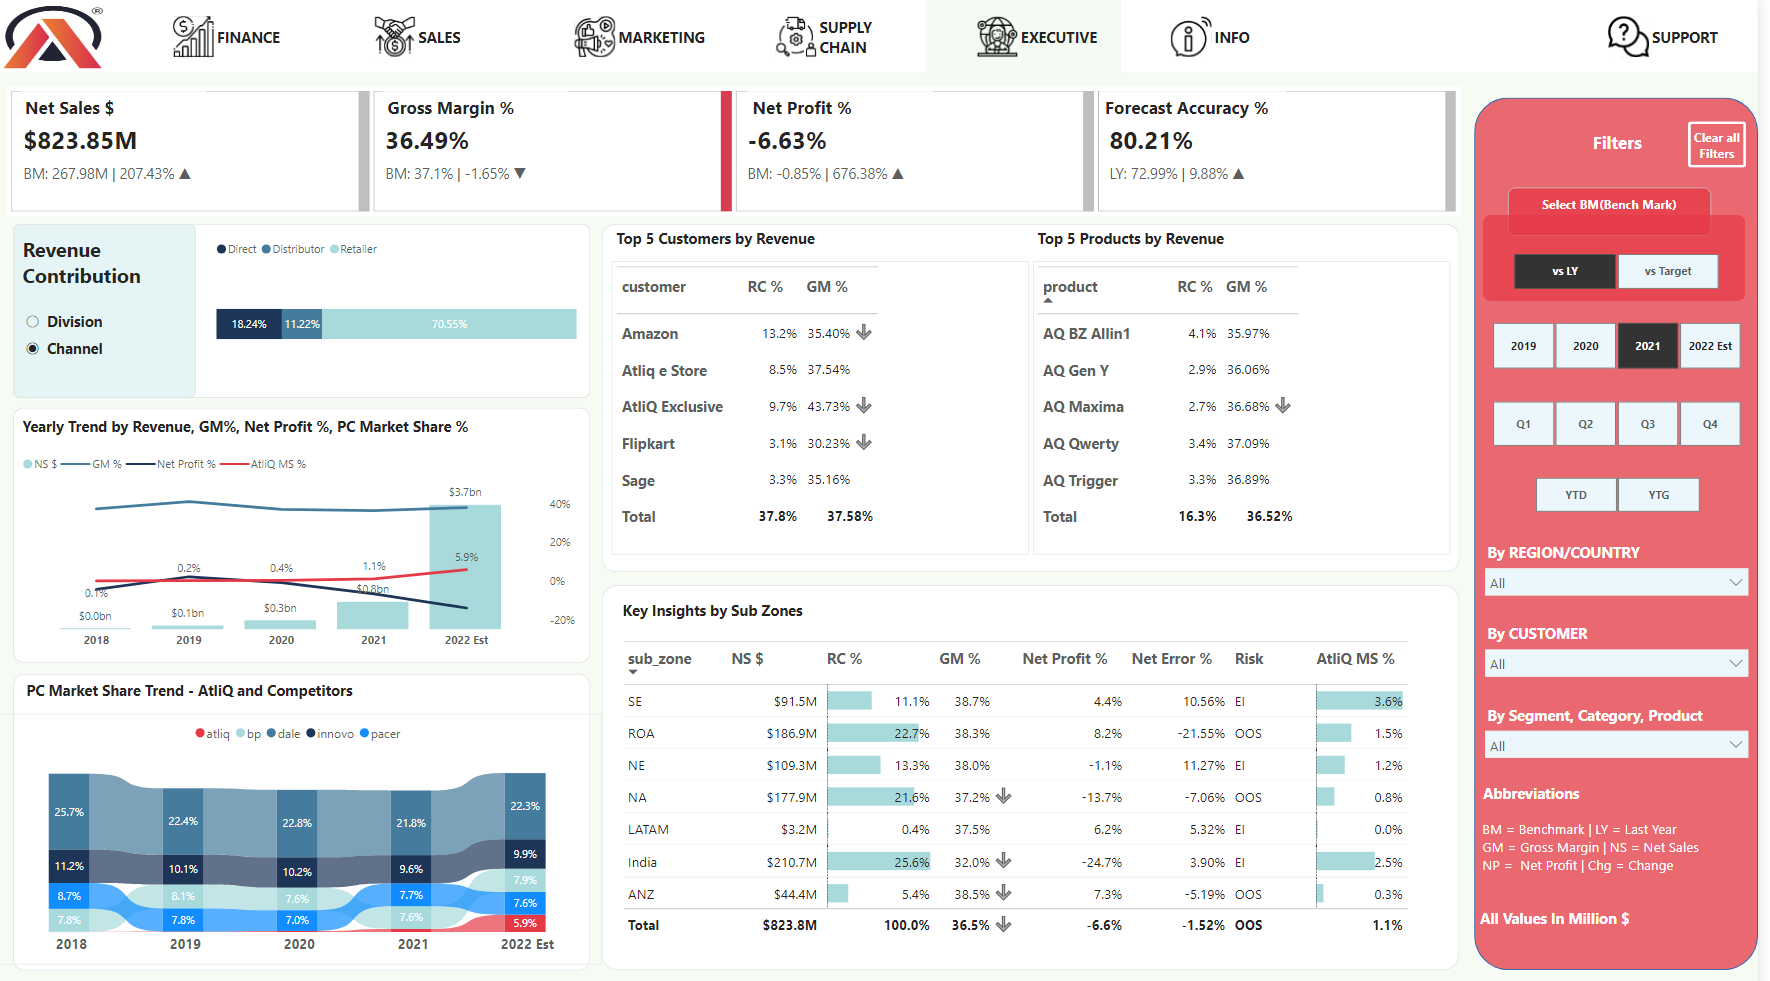 ®
FINANCE
SALES
MARKETING
SUPPLY
CHAIN
EXECUTIVE
INFO
SUPPORT
Net Sales $
$823.85M
BM: 267.98M | 207.43% ▲
Gross Margin %
36.49%
BM: 37.1% | -1.65% ▼
Net Profit %
-6.63%
BM: -0.85% | 676.38% ▲
Forecast Accuracy %
80.21%
LY: 72.99% | 9.88% ▲
Revenue
Contribution
Division
Channel
Direct Distributor Retailer
18.24% 11.22% 70.55%
Yearly Trend by Revenue, GM%, Net Profit %, PC Market Share %
NS $ GM % Net Profit % AtliQ MS %
$3.7bn
40%
20%
0%
-20%
0.1% 0.2% 0.4% 1.1% 5.9%
$0.0bn $0.1bn $0.3bn $0.8bn
2018 2019 2020 2021 2022 Est
PC Market Share Trend - AtliQ and Competitors
atliq bp dale innovo pacer
25.7% 22.4% 22.8% 21.8% 22.3%
11.2% 10.1% 10.2% 9.6% 9.9%
8.7% 8.1% 7.6% 7.7% 7.9%
7.8% 7.8% 7.0% 7.6% 7.6%
5.9%
2018 2019 2020 2021 2022 Est
Top 5 Customers by Revenue
customer RC % GM %
Amazon 13.2% 35.40%
Atliq e Store 8.5% 37.54%
AtliQ Exclusive 9.7% 43.73%
Flipkart 3.1% 30.23%
Sage 3.3% 35.16%
Total 37.8% 37.58%
Top 5 Products by Revenue
product RC % GM %
AQ BZ Allin1 4.1% 35.97%
AQ Gen Y 2.9% 36.06%
AQ Maxima 2.7% 36.68%
AQ Qwerty 3.4% 37.09%
AQ Trigger 3.3% 36.89%
Total 16.3% 36.52%
Key Insights by Sub Zones
sub_zone NS $ RC % GM % Net Profit % Net Error % Risk AtliQ MS %
SE $91.5M 11.1% 38.7% 4.4% 10.56% EI 3.6%
ROA $186.9M 22.7% 38.3% 8.2% -21.55% OOS 1.5%
NE $109.3M 13.3% 38.0% -1.1% 11.27% EI 1.2%
NA $177.9M 21.6% 37.2% -13.7% -7.06% OOS 0.8%
LATAM $3.2M 0.4% 37.5% 6.2% 5.32% EI 0.0%
India $210.7M 25.6% 32.0% -24.7% 3.90% EI 2.5%
ANZ $44.4M 5.4% 38.5% 7.3% -5.19% OOS 0.3%
Total $823.8M 100.0% 36.5% -6.6% -1.52% OOS 1.1%
Filters
Clear all
Filters
Select BM(Bench Mark)
vs LY vs Target
2019 2020 2021 2022 Est
Q1 Q2 Q3 Q4
YTD YTG
By REGION/COUNTRY
All
By CUSTOMER
All
By Segment, Category, Product
All
Abbreviations
BM = Benchmark | LY = Last Year
GM = Gross Margin | NS = Net Sales
NP = Net Profit | Chg = Change
All Values In Million $